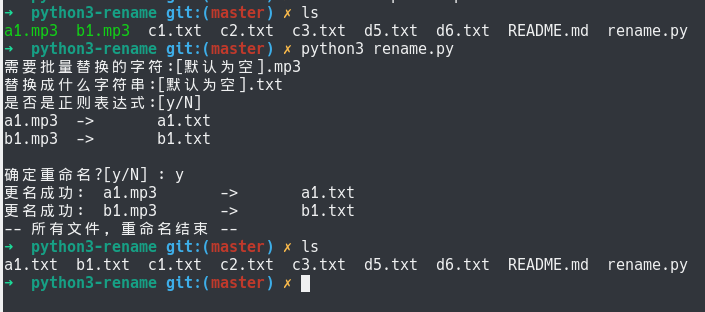 ➜  python3-rename git:(master) ✗ ls
a1.mp3  b1.mp3  c1.txt  c2.txt  c3.txt  d5.txt  d6.txt  README.md  rename.py
➜  python3-rename git:(master) ✗ python3 rename.py
需要批量替换的字符:[默认为空].mp3
替换成什么字符串:[默认为空].txt
是否是正则表达式:[y/N]
a1.mp3  ->       a1.txt
b1.mp3  ->       b1.txt
确定重命名?[y/N] : y
更名成功:  a1.mp3       ->       a1.txt
更名成功:  b1.mp3       ->       b1.txt
-- 所有文件, 重命名结束 --
➜  python3-rename git:(master) ✗ ls
a1.txt  b1.txt  c1.txt  c2.txt  c3.txt  d5.txt  d6.txt  README.md  rename.py
➜  python3-rename git:(master) ✗